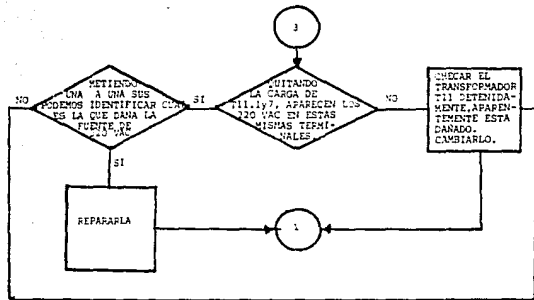 3
METIENDO
UNA A UNA SUS
PODEMOS IDENTIFICAR
ES LA QUE DAÑA LA
FUENTE DE
VAC
NO
SI
SI
QUITANDO
LA CARGA DE
T11,1y7, APARECEN LOS
220 VAC EN ESTAS
MISMAS TERMI-
NALES.
NO
CHECAR EL
TRANSFORMADOR
T11 DETENIDA-
MENTE, APAREN-
TEMENTE ESTA
DAÑADO.
CAMBIARLO.
REPARARLA
1